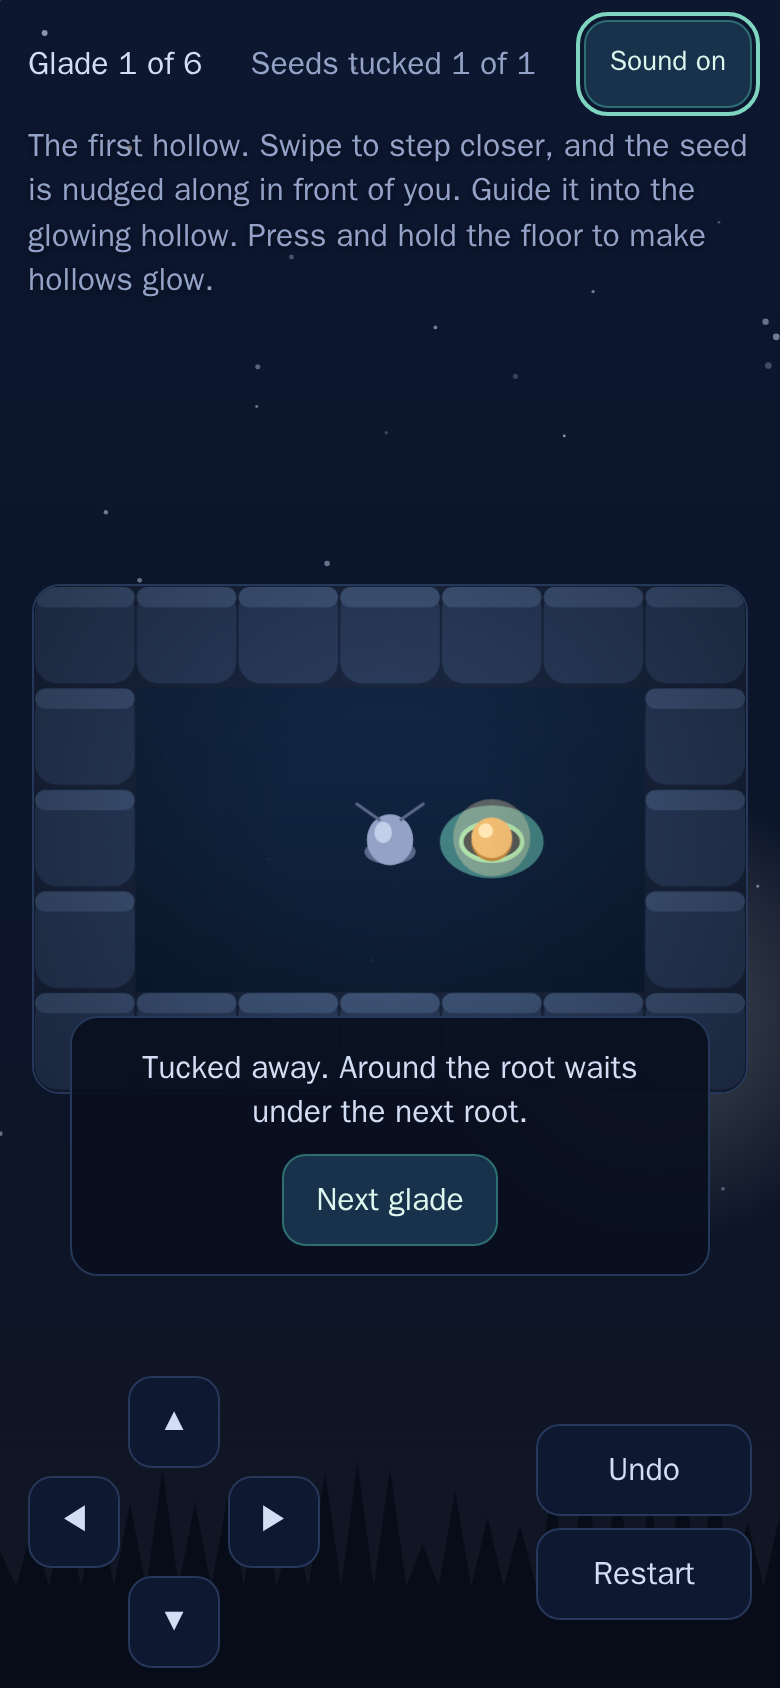 Glade 1 of 6
Seeds tucked 1 of 1
Sound on
The first hollow. Swipe to step closer, and the seed
is nudged along in front of you. Guide it into the
glowing hollow. Press and hold the floor to make
hollows glow.
Tucked away. Around the root waits
under the next root.
Next glade
Undo
Restart